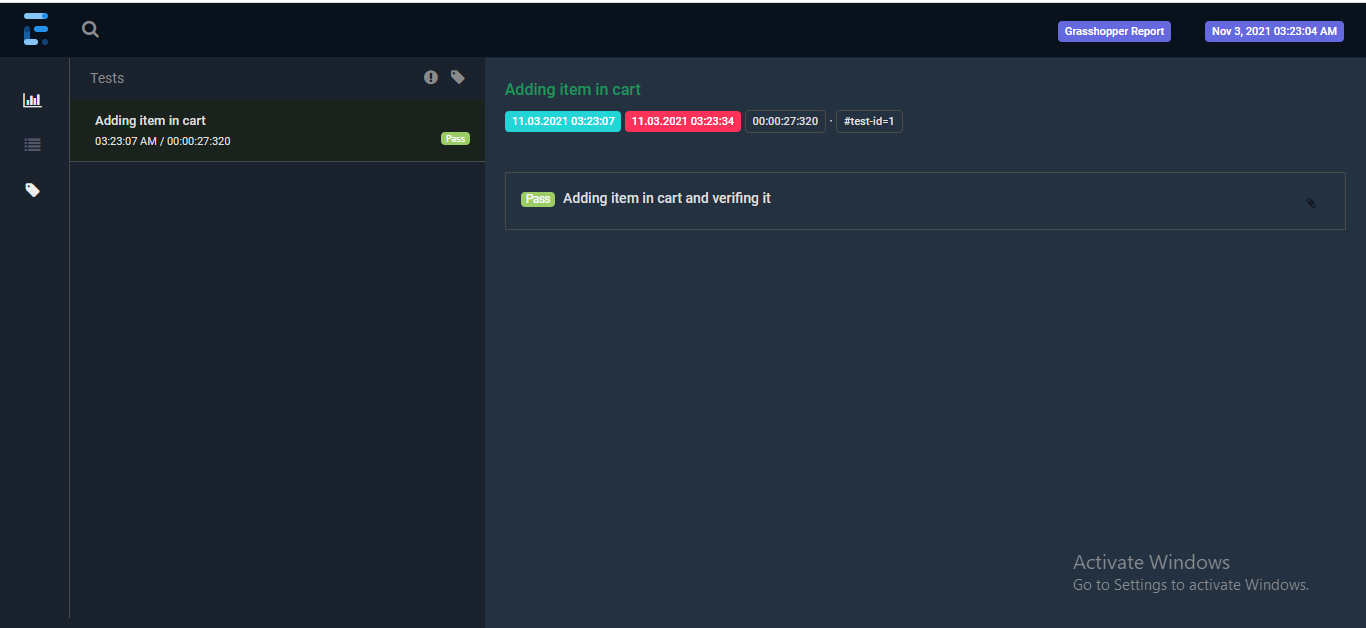 Grasshopper Report Nov 3, 2021 03:23:04 AM
Tests
Adding item in cart
03:23:07 AM / 00:00:27:320
Pass
Adding item in cart
11.03.2021 03:23:07 11.03.2021 03:23:34 00:00:27:320 · #test-id=1
Pass Adding item in cart and verifing it
Activate Windows
Go to Settings to activate Windows.